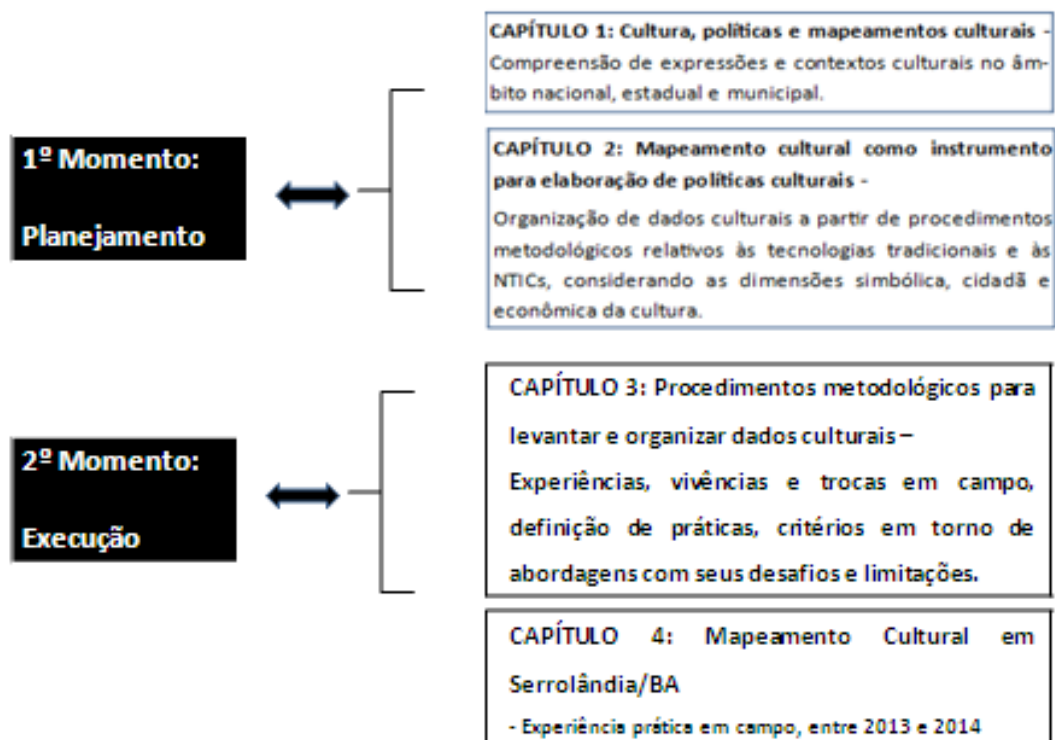 CAPÍTULO 1: Cultura, políticas e mapeamentos culturais -
Compreensão de expressões e contextos culturais no âm-
bito nacional, estadual e municipal.
1º Momento:
Planejamento
CAPÍTULO 2: Mapeamento cultural como instrumento
para elaboração de políticas culturais -
Organização de dados culturais a partir de procedimentos
metodológicos relativos às tecnologias tradicionais e às
NTICs, considerando as dimensões simbólica, cidadã e
econômica da cultura.
2º Momento:
Execução
CAPÍTULO 3: Procedimentos metodológicos para
levantar e organizar dados culturais –
Experiências, vivências e trocas em campo,
definição de práticas, critérios em torno de
abordagens com seus desafios e limitações.
CAPÍTULO 4: Mapeamento Cultural em
Serrolândia/BA
- Experiência prática em campo, entre 2013 e 2014